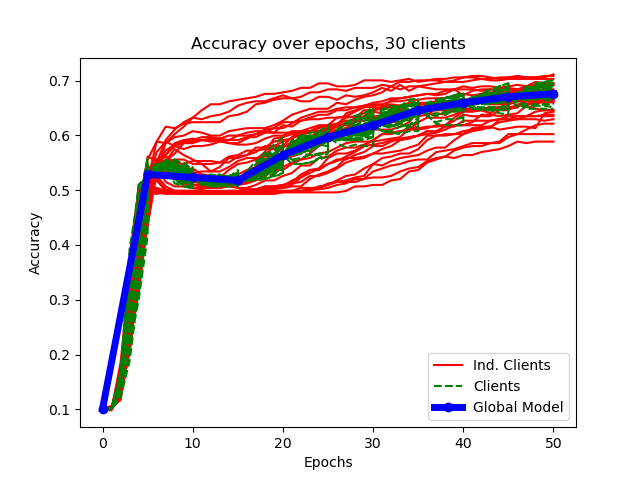 Accuracy over epochs, 30 clients
0.7
0.6
0.5
0.4
0.3
0.2
0.1
Accuracy
0 10 20 30 40 50
Epochs
Ind. Clients
Clients
Global Model